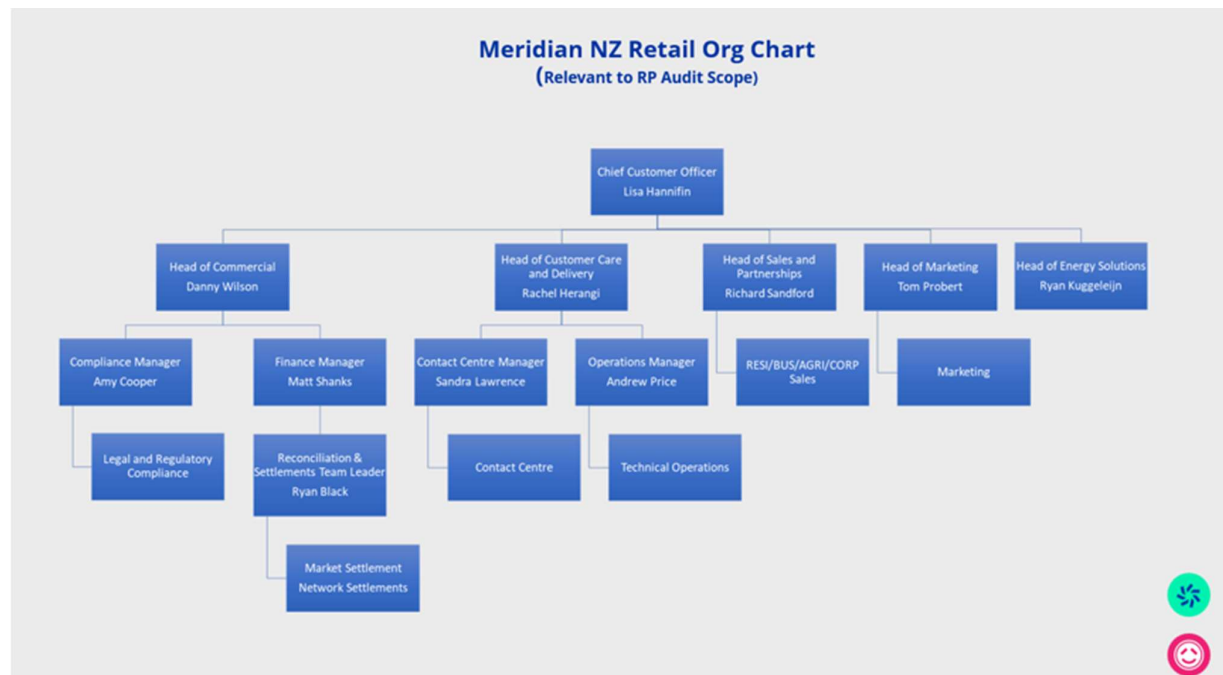 Meridian NZ Retail Org Chart
(Relevant to RP Audit Scope)
Chief Customer Officer
Lisa Hannifin
Head of Commercial
Danny Wilson
Head of Customer Care
and Delivery
Rachel Herangi
Head of Sales and
Partnerships
Richard Sandford
Head of Marketing
Tom Probert
Head of Energy Solutions
Ryan Kuggeleijn
Compliance Manager
Amy Cooper
Finance Manager
Matt Shanks
Contact Centre Manager
Sandra Lawrence
Operations Manager
Andrew Price
RESI/BUS/AGRI/CORP
Sales
Marketing
Legal and Regulatory
Compliance
Reconciliation &
Settlements Team Leader
Ryan Black
Contact Centre
Technical Operations
Market Settlement
Network Settlements